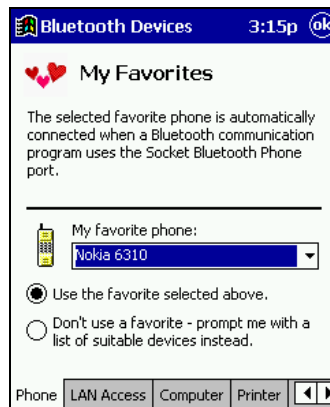 Bluetooth Devices 3:15p ok
My Favorites
The selected favorite phone is automatically
connected when a Bluetooth communication
program uses the Socket Bluetooth Phone
port.
My favorite phone:
Nokia 6310
Use the favorite selected above.
Don't use a favorite - prompt me with a
list of suitable devices instead.
Phone LAN Access Computer Printer